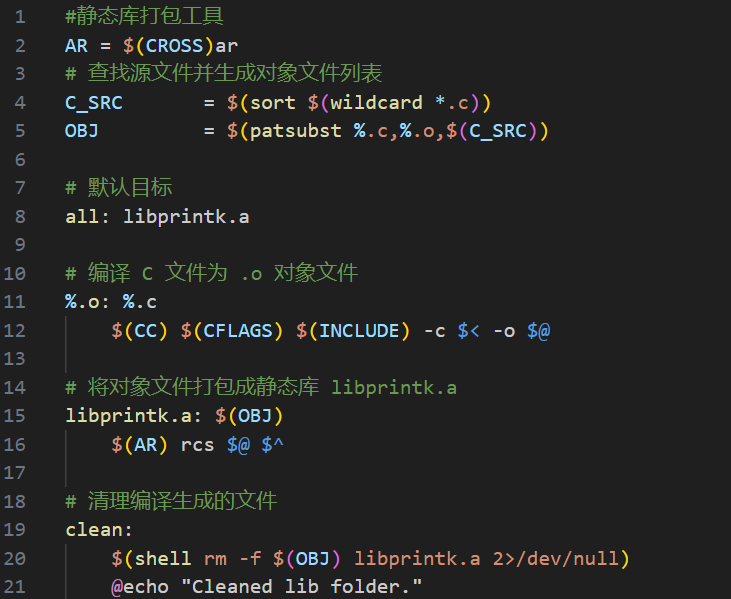 1 #静态库打包工具
2 AR = $(CROSS)ar
3 # 查找源文件并生成对象文件列表
4 C_SRC       = $(sort $(wildcard *.c))
5 OBJ         = $(patsubst %.c,%.o,$(C_SRC))
6
7 # 默认目标
8 all: libprintk.a
9
10 # 编译 C 文件为 .o 对象文件
11 %.o: %.c
12     $(CC) $(CFLAGS) $(INCLUDE) -c $< -o $@
13
14 # 将对象文件打包成静态库 libprintk.a
15 libprintk.a: $(OBJ)
16     $(AR) rcs $@ $^
17
18 # 清理编译生成的文件
19 clean:
20     $(shell rm -f $(OBJ) libprintk.a 2>/dev/null)
21     @echo "Cleaned lib folder."